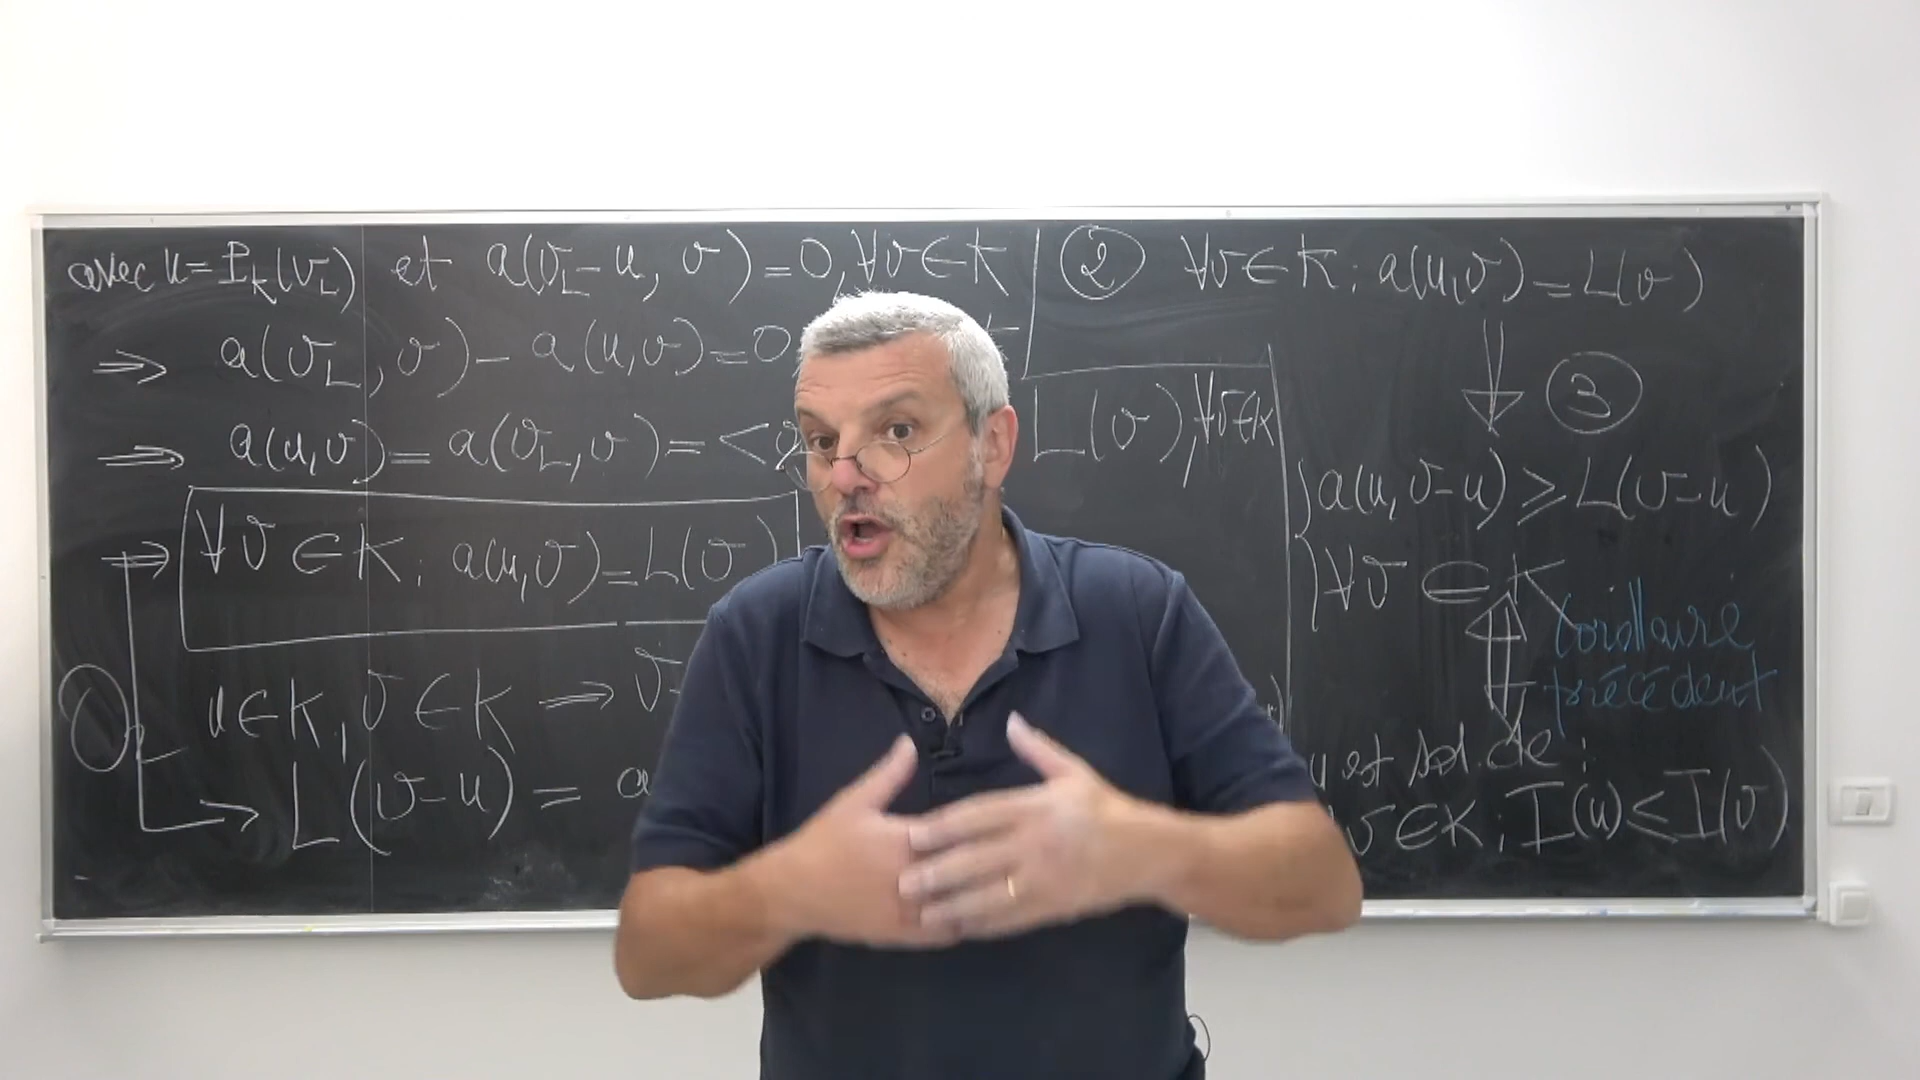 avec u = P_K(v_L) et a(v_L - u, v) = 0, ∀v ∈ K
⇒ a(v_L, v) - a(u,v) = 0
⇒ a(u,v) = a(v_L, v) = < L(v), ∀v∈K
⇒ ∀v ∈ K; a(u,v) = L(v)
① u∈K, v∈K ⇒ v-
→ L(v-u) =
② ∀v∈K; a(u,v) = L(v)
⇓ ③
a(u,v-u) ⩾ L(v-u)
∀v ∈ K
corollaire
précédent
u est sol. de :
∀v∈K; I(u) ≤ I(v)